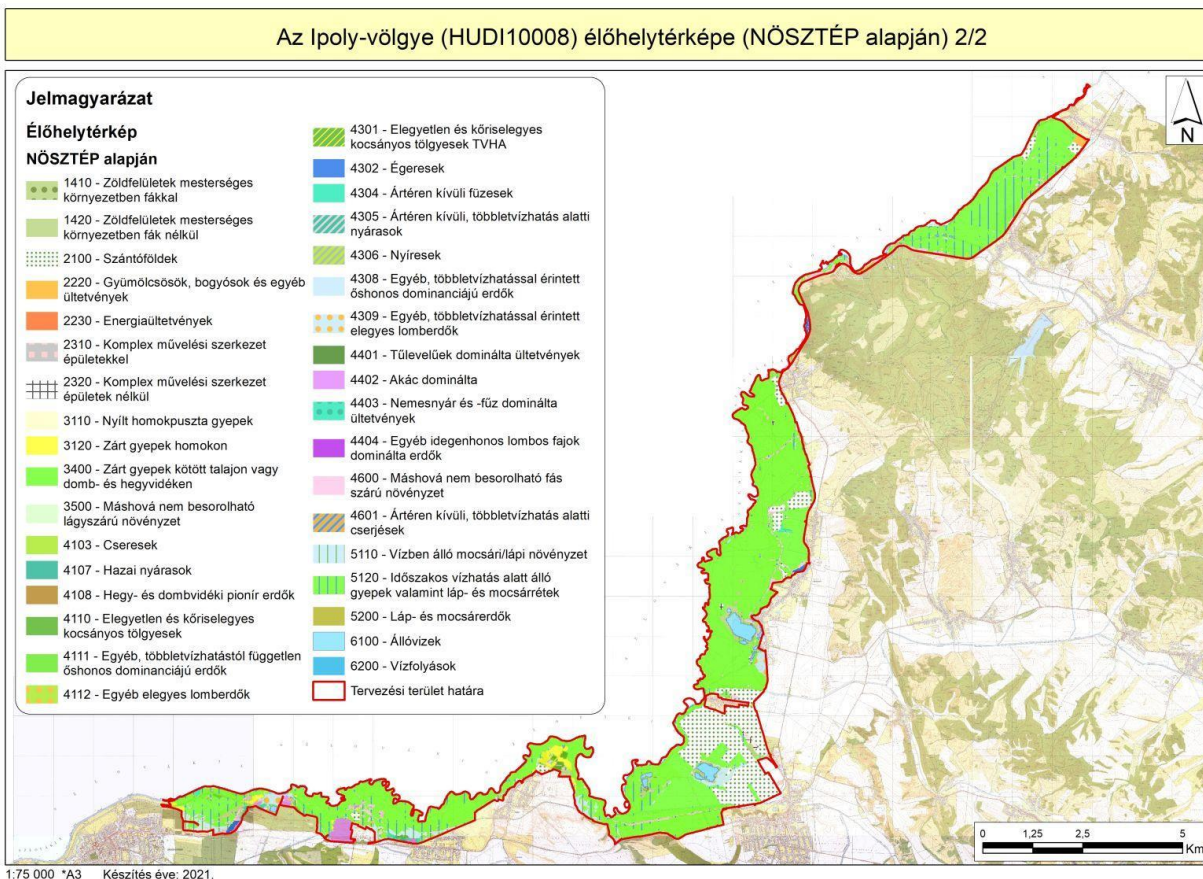 Az Ipoly-völgye (HUDI10008) élőhelytérképe (NÖSZTÉP alapján) 2/2
Jelmagyarázat
Élőhelytérkép
NÖSZTÉP alapján
1410 - Zöldfelületek mesterséges
környezetben fákkal
1420 - Zöldfelületek mesterséges
környezetben fák nélkül
2100 - Szántóföldek
2220 - Gyümölcsösök, bogyósok és egyéb
ültetvények
2230 - Energiaültetvények
2310 - Komplex művelési szerkezet
épületekkel
2320 - Komplex művelési szerkezet
épületek nélkül
3110 - Nyílt homokpuszta gyepek
3120 - Zárt gyepek homokon
3400 - Zárt gyepek kötött talajon vagy
domb- és hegyvidéken
3500 - Máshová nem besorolható
lágyszárú növényzet
4103 - Cseresek
4107 - Hazai nyárasok
4108 - Hegy- és dombvidéki pionír erdők
4110 - Elegyetlen és kőriselegyes
kocsányos tölgyesek
4111 - Egyéb, többletvízhatástól független
őshonos dominanciájú erdők
4112 - Egyéb elegyes lomberdők
4301 - Elegyetlen és kőriselegyes
kocsányos tölgyesek TVHA
4302 - Égeresek
4304 - Ártéren kívüli fűzesek
4305 - Ártéren kívüli, többletvízhatás alatti
nyárasok
4306 - Nyíresek
4308 - Egyéb, többletvízhatással érintett
őshonos dominanciájú erdők
4309 - Egyéb, többletvízhatással érintett
elegyes lomberdők
4401 - Tűlevelűek dominálta ültetvények
4402 - Akác dominálta
4403 - Nemesnyár és -fűz dominálta
ültetvények
4404 - Egyéb idegenhonos lombos fajok
dominálta erdők
4600 - Máshová nem besorolható fás
szárú növényzet
4601 - Ártéren kívüli, többletvízhatás alatti
cserjések
5110 - Vízben álló mocsári/lápi növényzet
5120 - Időszakos vízhatás alatt álló
gyepek valamint láp- és mocsárrétek
5200 - Láp- és mocsárerdők
6100 - Állóvizek
6200 - Vízfolyások
Tervezési terület határa
N
0 1,25 2,5 5
Km
1:75 000 *A3 Készítés éve: 2021.